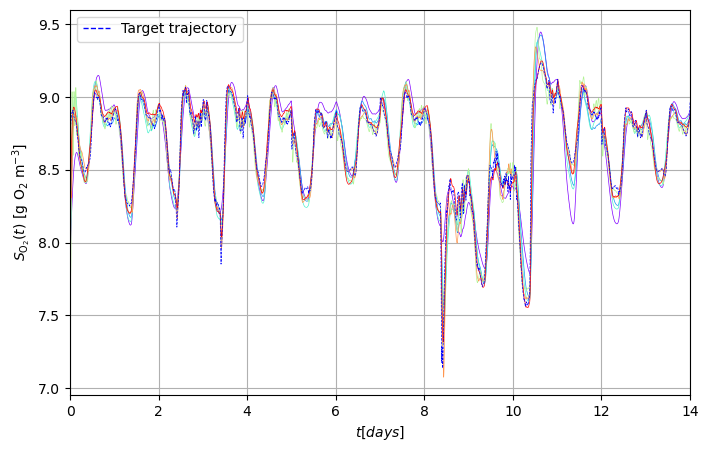 Target trajectory
9.5
9.0
8.5
8.0
7.5
7.0
S_{O_2}(t) [g O_2 m^{-3}]
0 2 4 6 8 10 12 14
t[days]